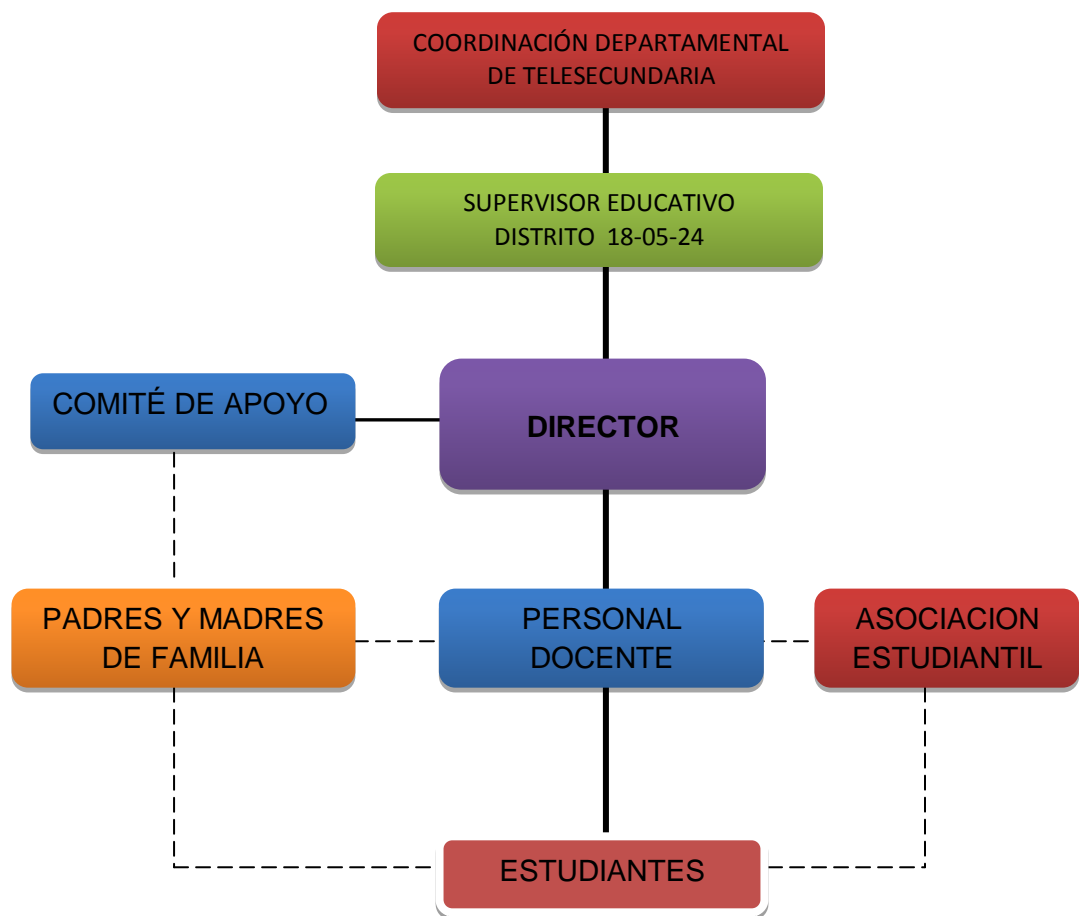 COORDINACIÓN DEPARTAMENTAL
DE TELESECUNDARIA
SUPERVISOR EDUCATIVO
DISTRITO 18-05-24
COMITÉ DE APOYO
DIRECTOR
PADRES Y MADRES
DE FAMILIA
PERSONAL
DOCENTE
ASOCIACION
ESTUDIANTIL
ESTUDIANTES